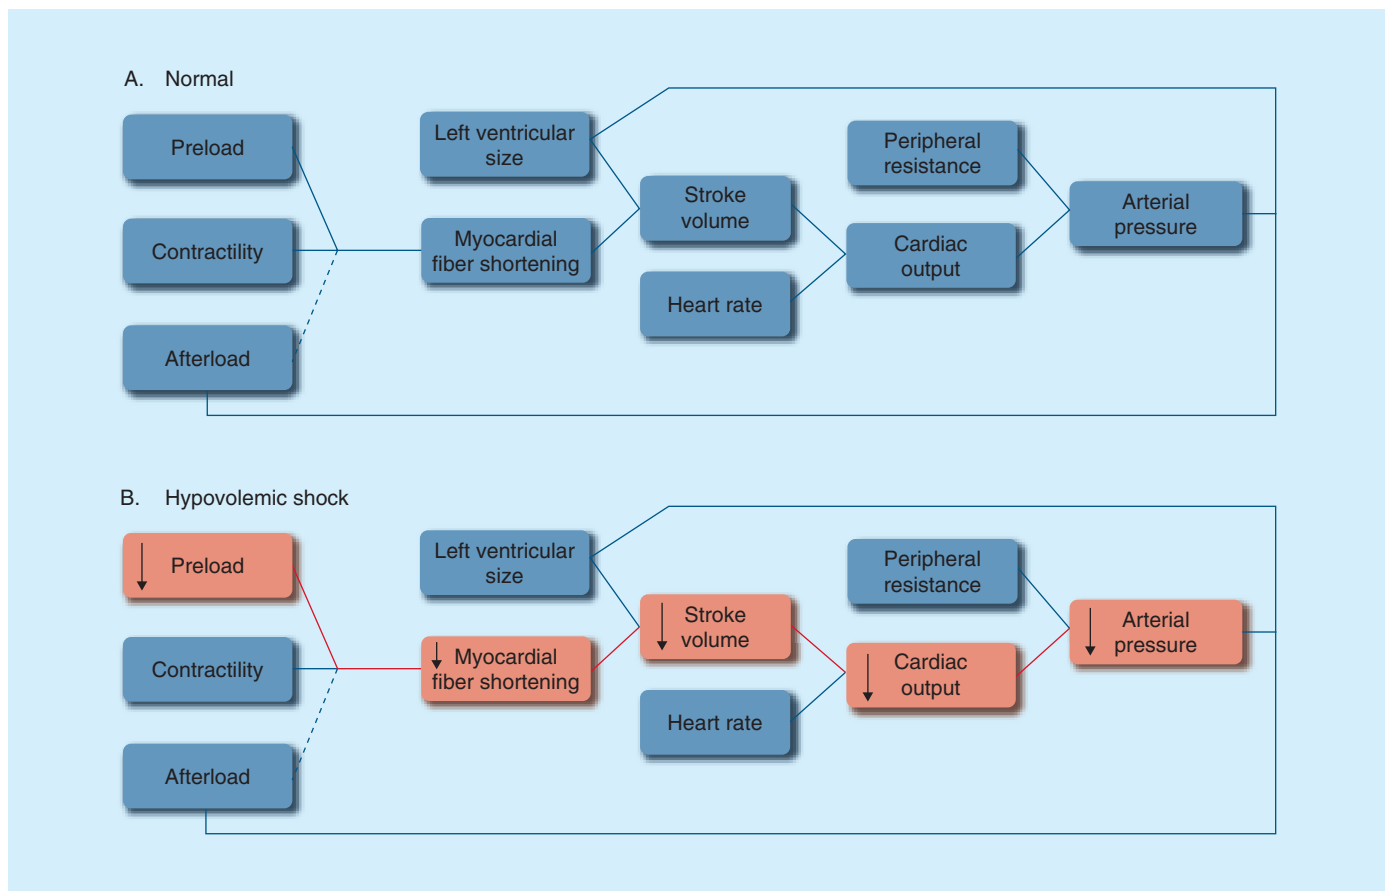 A. Normal
Preload
Contractility
Afterload
Left ventricular
size
Myocardial
fiber shortening
Stroke
volume
Heart rate
Peripheral
resistance
Cardiac
output
Arterial
pressure
B. Hypovolemic shock
Preload
Contractility
Afterload
Left ventricular
size
Myocardial
fiber shortening
Stroke
volume
Heart rate
Peripheral
resistance
Cardiac
output
Arterial
pressure